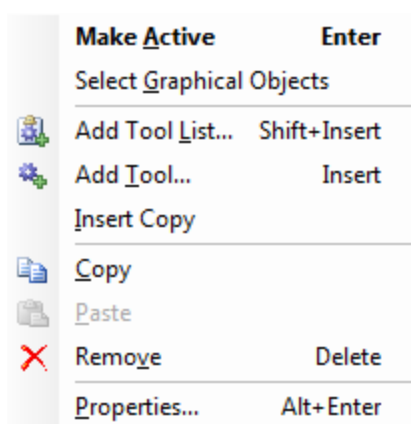 Make Active Enter
Select Graphical Objects
Add Tool List... Shift+Insert
Add Tool... Insert
Insert Copy
Copy
Paste
Remove Delete
Properties... Alt+Enter